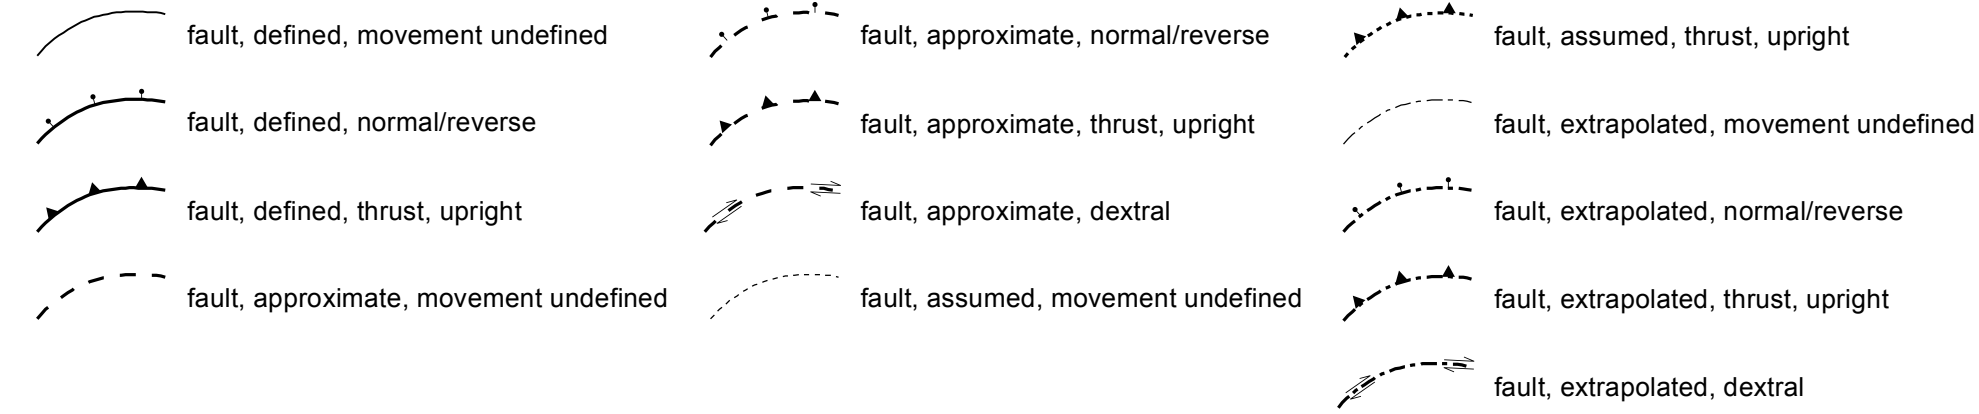 fault, defined, movement undefined
fault, defined, normal/reverse
fault, defined, thrust, upright
fault, approximate, movement undefined
fault, approximate, normal/reverse
fault, approximate, thrust, upright
fault, approximate, dextral
fault, assumed, movement undefined
fault, assumed, thrust, upright
fault, extrapolated, movement undefined
fault, extrapolated, normal/reverse
fault, extrapolated, thrust, upright
fault, extrapolated, dextral